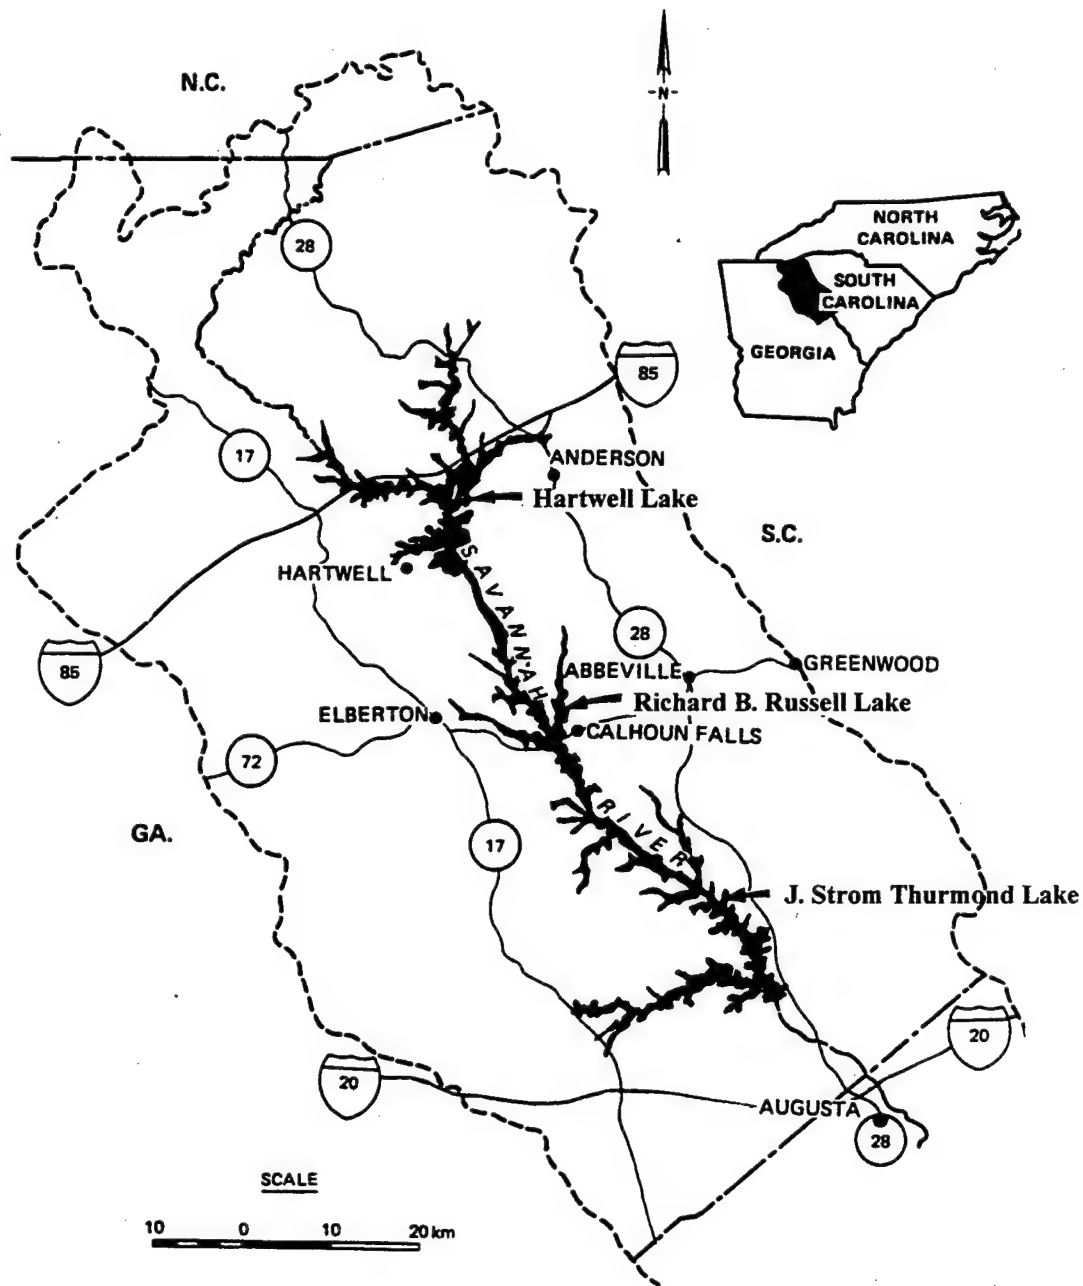 N.C.
-N-
NORTH
CAROLINA
28
SOUTH
CAROLINA
GEORGIA
85
17
ANDERSON
Hartwell Lake
S.C.
SAVANNAH
HARTWELL
28
85
ABBEVILLE
GREENWOOD
Richard B. Russell Lake
ELBERTON
CALHOUN FALLS
72
RIVER
GA.
17
J. Strom Thurmond Lake
20
20
AUGUSTA
28
SCALE
10 0 10 20 km